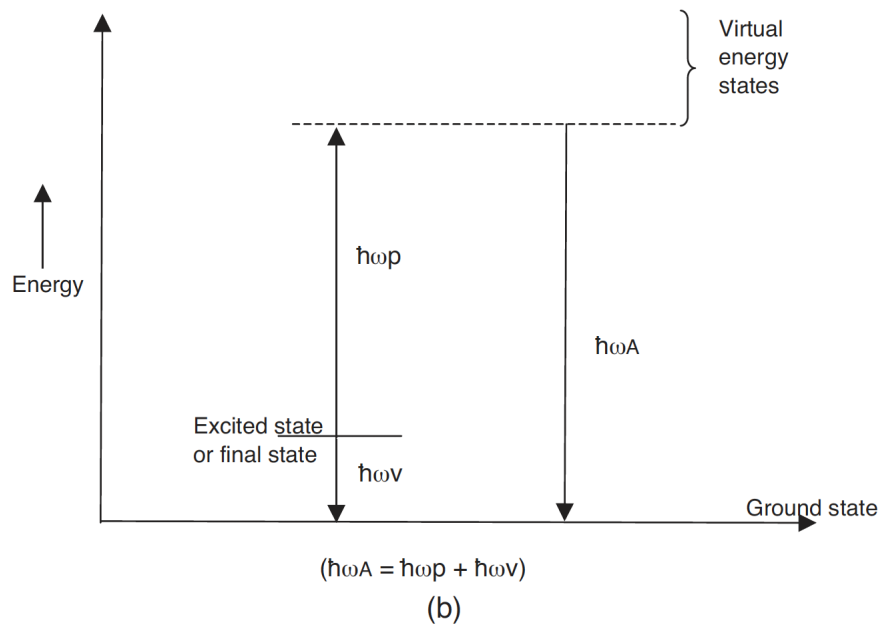 Virtual
energy
states
ħωp
Energy
ħωA
Excited state
or final state
ħωv
Ground state
(ħωA = ħωp + ħωv)
(b)